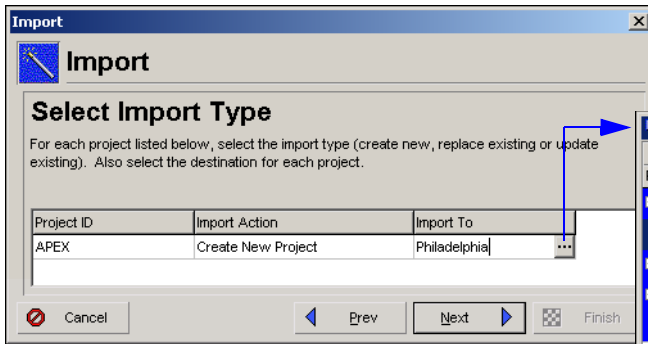 Import
Import
Select Import Type
For each project listed below, select the import type (create new, replace existing or update
existing). Also select the destination for each project.
Project ID Import Action Import To
APEX Create New Project Philadelphia ...
Cancel Prev Next Finish